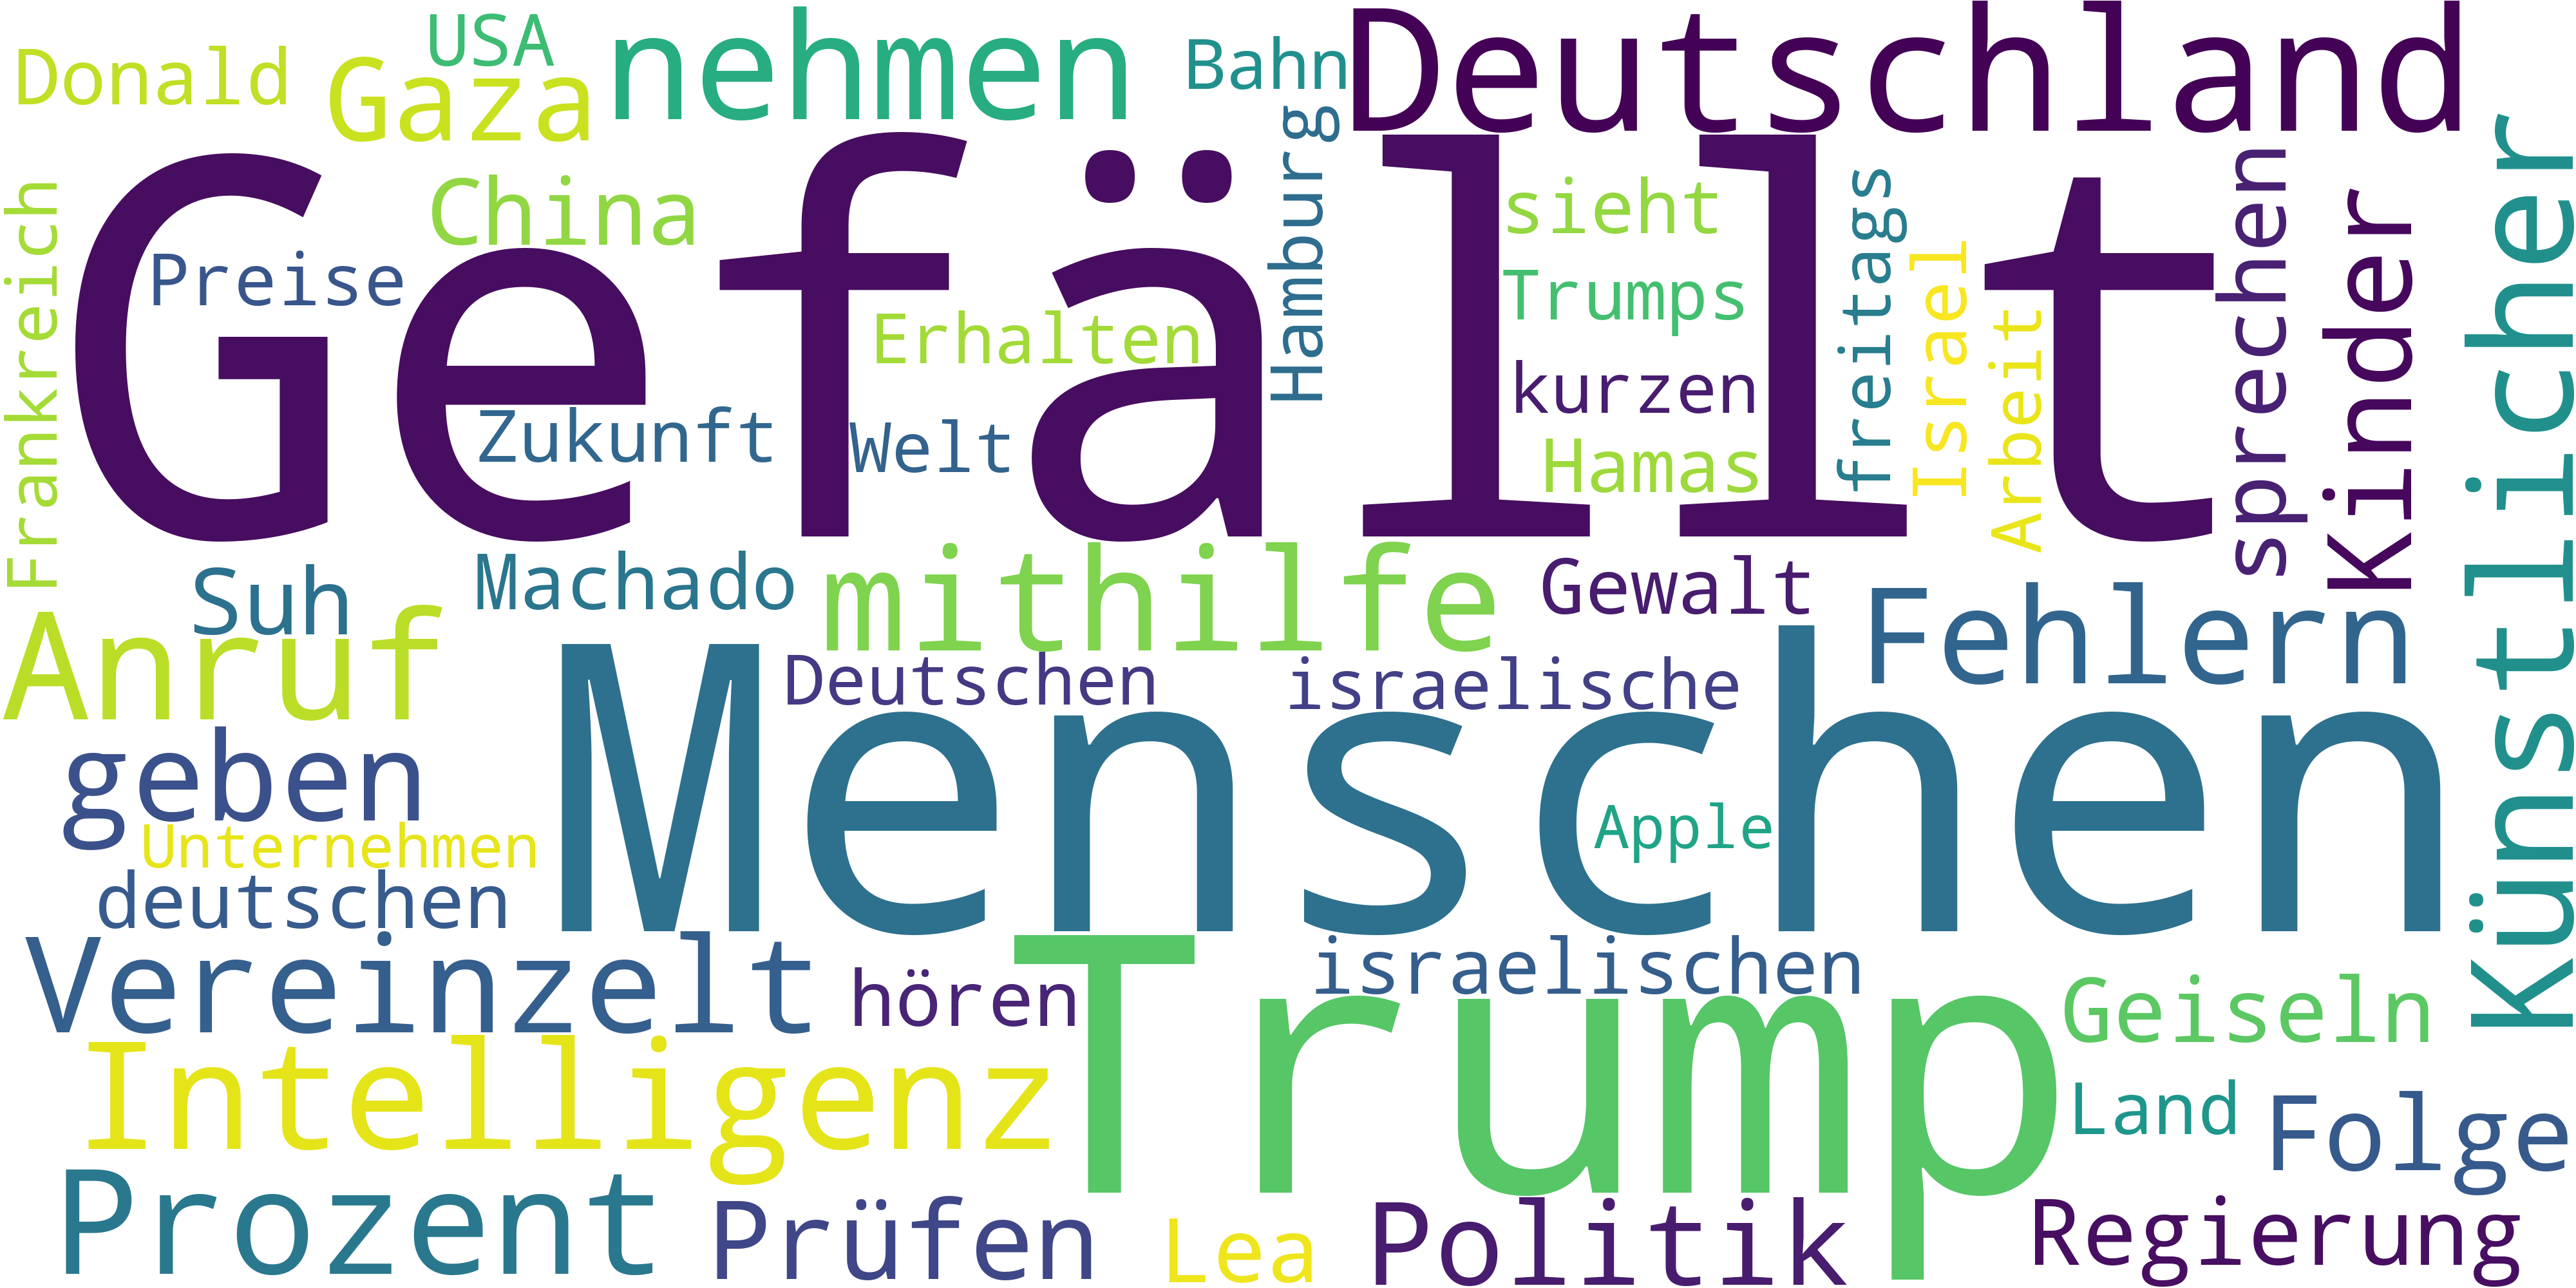 USA
Donald
Gaza
nehmen
Bahn
Deutschland
Hamburg
Gefällt
China
Preise
Frankreich
Erhalten
Zukunft
Welt
sieht
Trumps
kurzen
Hamas
freitags
Israel
Arbeit
sprechen
Kinder
Künstlicher
Suh
Machado
mithilfe
Gewalt
Fehlern
Anruf
Deutschen
israelische
Menschen
geben
Apple
Unternehmen
deutschen
Vereinzelt
hören
israelischen
Trump
Geiseln
Intelligenz
Land
Folge
Prozent
Prüfen
Lea
Politik
Regierung